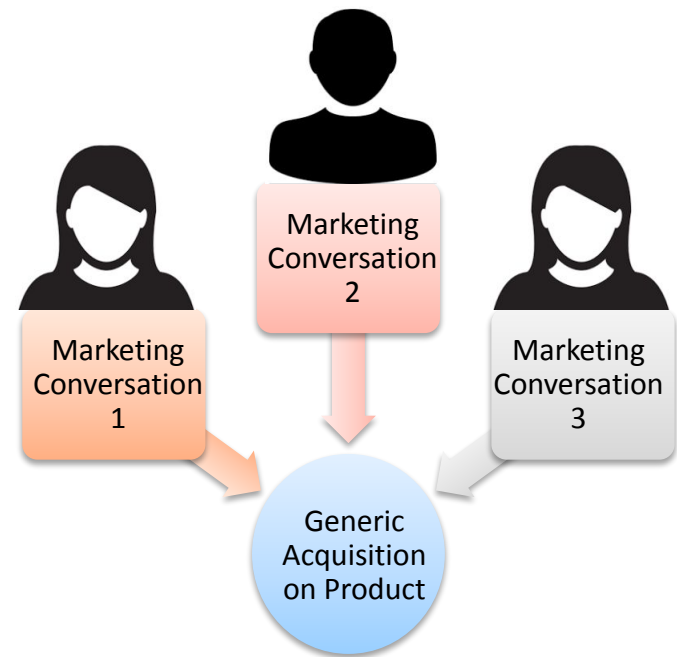 Marketing
Conversation
1
Marketing
Conversation
2
Marketing
Conversation
3
Generic
Acquisition
on Product